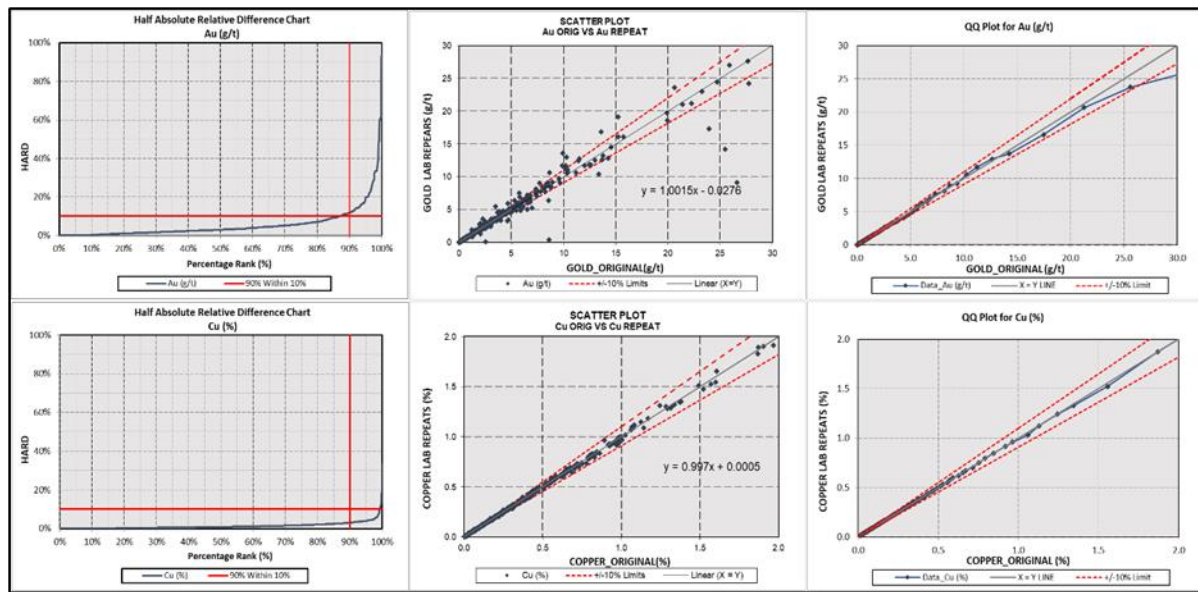 Half Absolute Relative Difference Chart
Au (g/t)
100%
80%
60%
40%
20%
0%
HARD
0% 10% 20% 30% 40% 50% 60% 70% 80% 90% 100%
Percentage Rank (%)
Au (g/t) 90% Within 10%
SCATTER PLOT
Au ORIG VS Au REPEAT
30
25
20
15
10
5
0
GOLD LAB REPEARS (g/t)
y = 1.0015x - 0.0276
0 5 10 15 20 25 30
GOLD_ORIGINAL(g/t)
Au (g/t) +/-10% Limits Linear (X=Y)
QQ Plot for Au (g/t)
30
25
20
15
10
5
0
GOLD LAB REPEATS (g/t)
0.0 5.0 10.0 15.0 20.0 25.0 30.0
GOLD_ORIGINAL(g/t)
Data_Au (g/t) X = Y LINE +/-10% Limit
Half Absolute Relative Difference Chart
Cu (%)
100%
80%
60%
40%
20%
0%
HARD
0% 10% 20% 30% 40% 50% 60% 70% 80% 90% 100%
Percentage Rank (%)
Cu (%) 90% Within 10%
SCATTER PLOT
Cu ORIG VS Cu REPEAT
2.0
1.5
1.0
0.5
0.0
COPPER LAB REPEATS (%)
y = 0.997x + 0.0005
0.0 0.5 1.0 1.5 2.0
COPPER_ORIGINAL(%)
Cu (%) +/-10% Limits Linear (X = Y)
QQ Plot for Cu (%)
2.0
1.5
1.0
0.5
0.0
COPPER LAB REPEATS (%)
0.0 0.5 1.0 1.5 2.0
COPPER_ORIGINAL (%)
Data_Cu (%) X = Y LINE +/-10% Limit